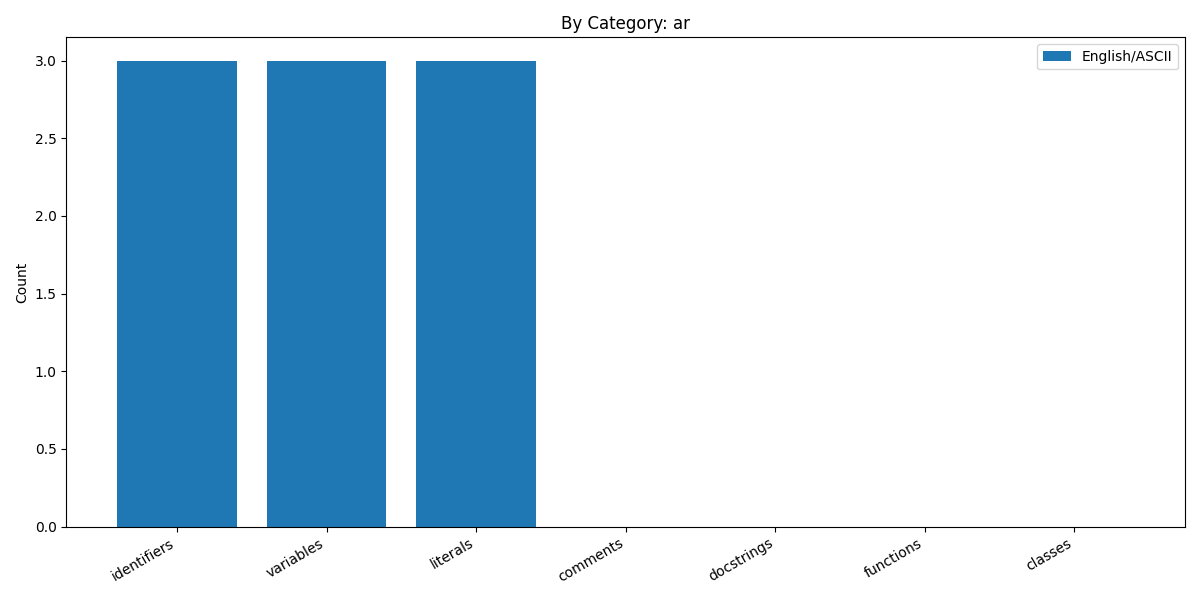 By Category: ar
English/ASCII
Count
3.0
2.5
2.0
1.5
1.0
0.5
0.0
identifiers
variables
literals
comments
docstrings
functions
classes